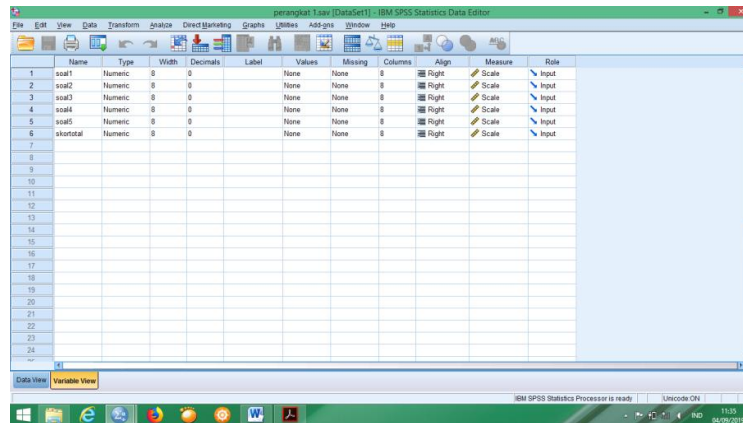 perangkat 1.sav [DataSet1] - IBM SPSS Statistics Data Editor
File Edit View Data Transform Analyze Direct Marketing Graphs Utilities Add-ons Window Help
Name Type Width Decimals Label Values Missing Columns Align Measure Role
1 soal1 Numeric 8 0 None None 8 Right Scale Input
2 soal2 Numeric 8 0 None None 8 Right Scale Input
3 soal3 Numeric 8 0 None None 8 Right Scale Input
4 soal4 Numeric 8 0 None None 8 Right Scale Input
5 soal5 Numeric 8 0 None None 8 Right Scale Input
6 skortotal Numeric 8 0 None None 8 Right Scale Input
7
8
9
10
11
12
13
14
15
16
17
18
19
20
21
22
23
24
Data View Variable View
IBM SPSS Statistics Processor is ready Unicode:ON
IND 11:35